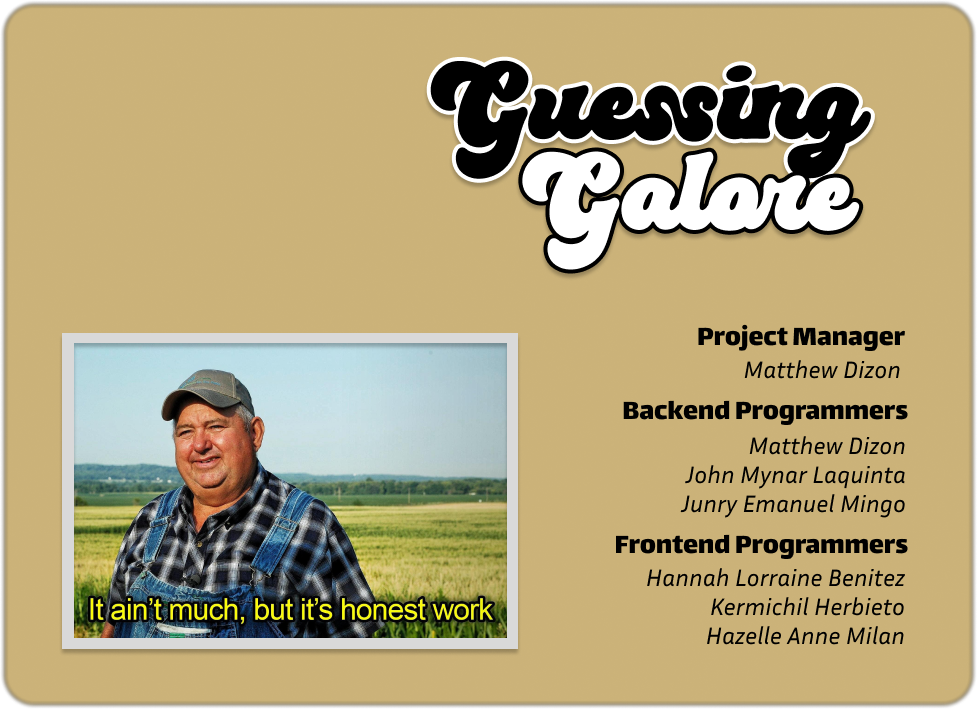 Guessing
Galore
Project Manager
Matthew Dizon
Backend Programmers
Matthew Dizon
John Mynar Laquinta
Junry Emanuel Mingo
Frontend Programmers
Hannah Lorraine Benitez
Kermichil Herbieto
Hazelle Anne Milan
It ain't much, but it's honest work